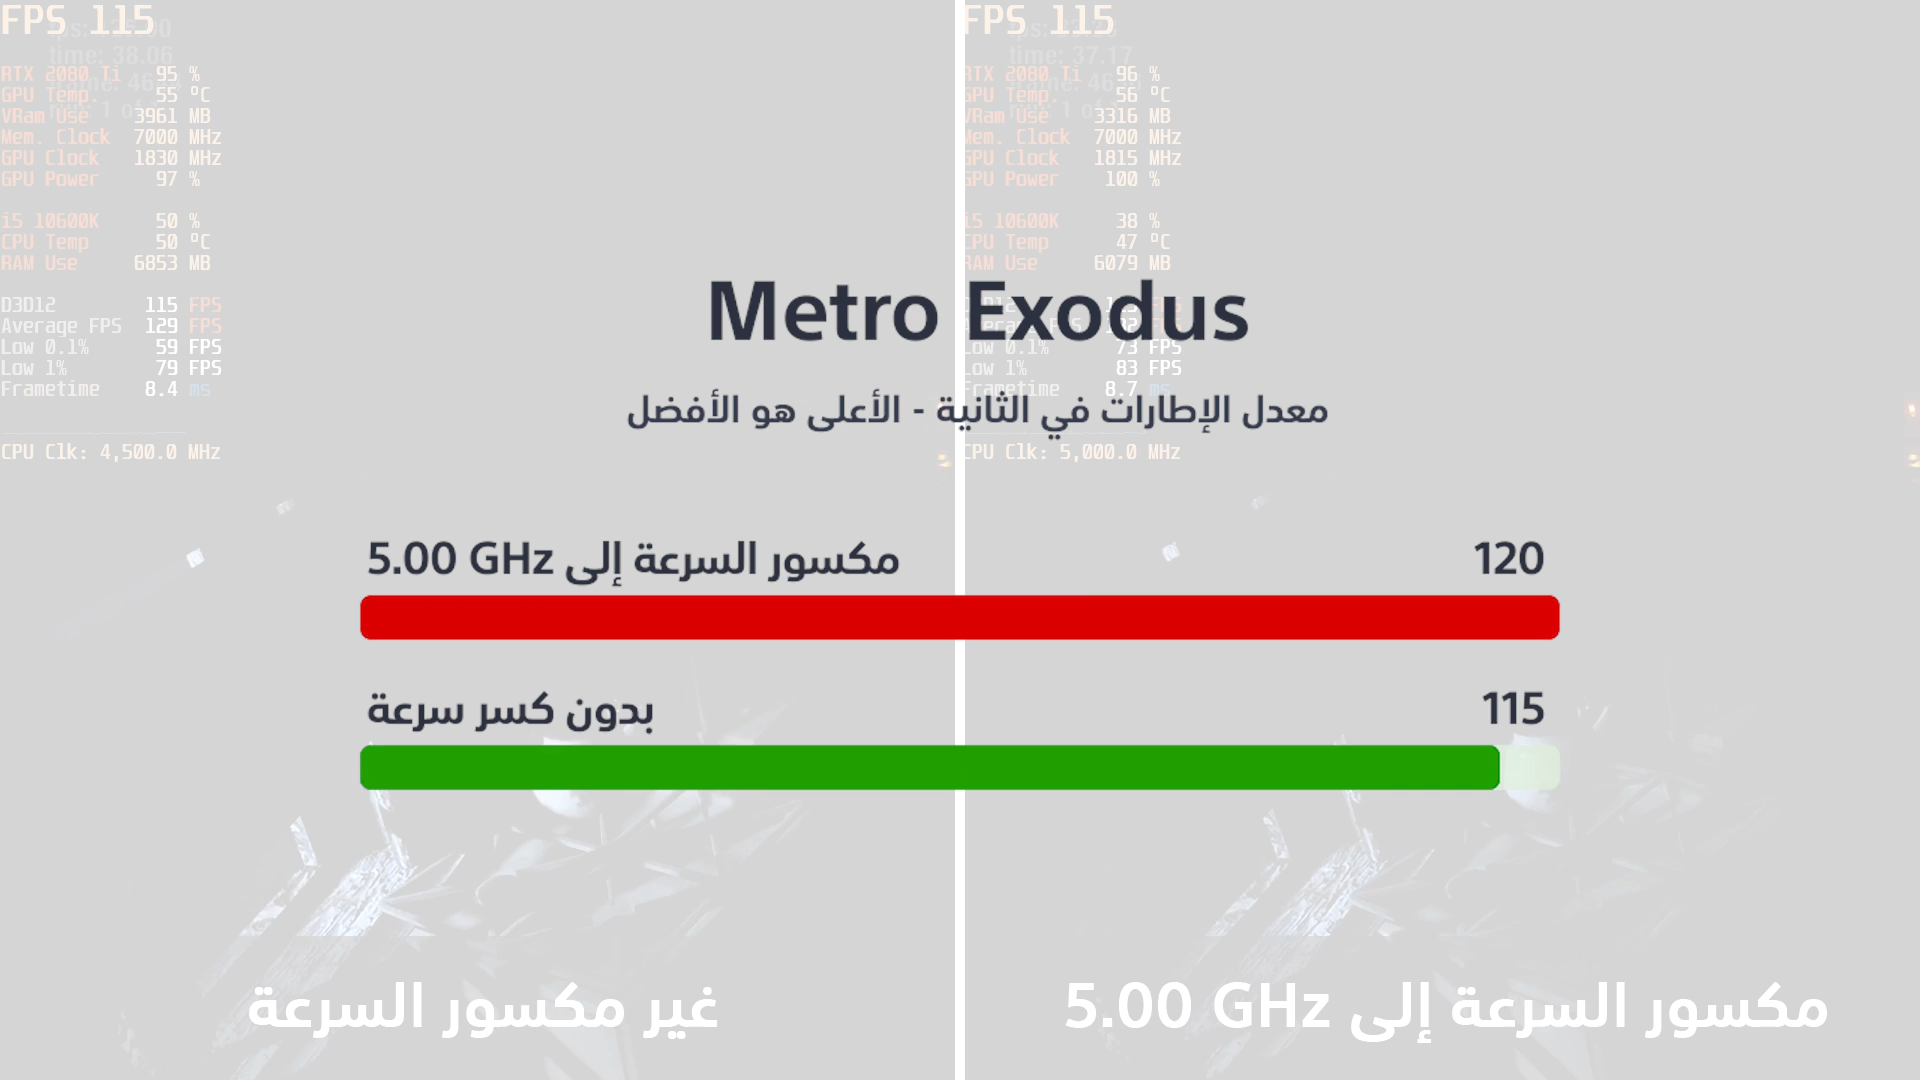 FPS 115
time: 38.06
RTX 2080 Ti 95 %
GPU Temp. 55 °C
VRam Use 3961 MB
Mem. Clock 7000 MHz
GPU Clock 1830 MHz
GPU Power 97 %
i5 10600K 50 %
CPU Temp 50 °C
RAM Use 6853 MB
D3D12 115 FPS
Average FPS 129 FPS
Low 0.1% 59 FPS
Low 1% 79 FPS
Frametime 8.4 ms
CPU Clk: 4,500.0 MHz
FPS 115
time: 37.17
RTX 2080 Ti 96 %
GPU Temp. 56 °C
VRam Use 3316 MB
Mem. Clock 7000 MHz
GPU Clock 1815 MHz
GPU Power 100 %
i5 10600K 38 %
CPU Temp 47 °C
RAM Use 6079 MB
Low 0.1% 73 FPS
Low 1% 83 FPS
Frametime 8.7 ms
CPU Clk: 5,000.0 MHz
Metro Exodus
معدل الإطارات في الثانية - الأعلى هو الأفضل
مكسور السرعة إلى 5.00 GHz 120
بدون كسر سرعة 115
غير مكسور السرعة
مكسور السرعة إلى 5.00 GHz